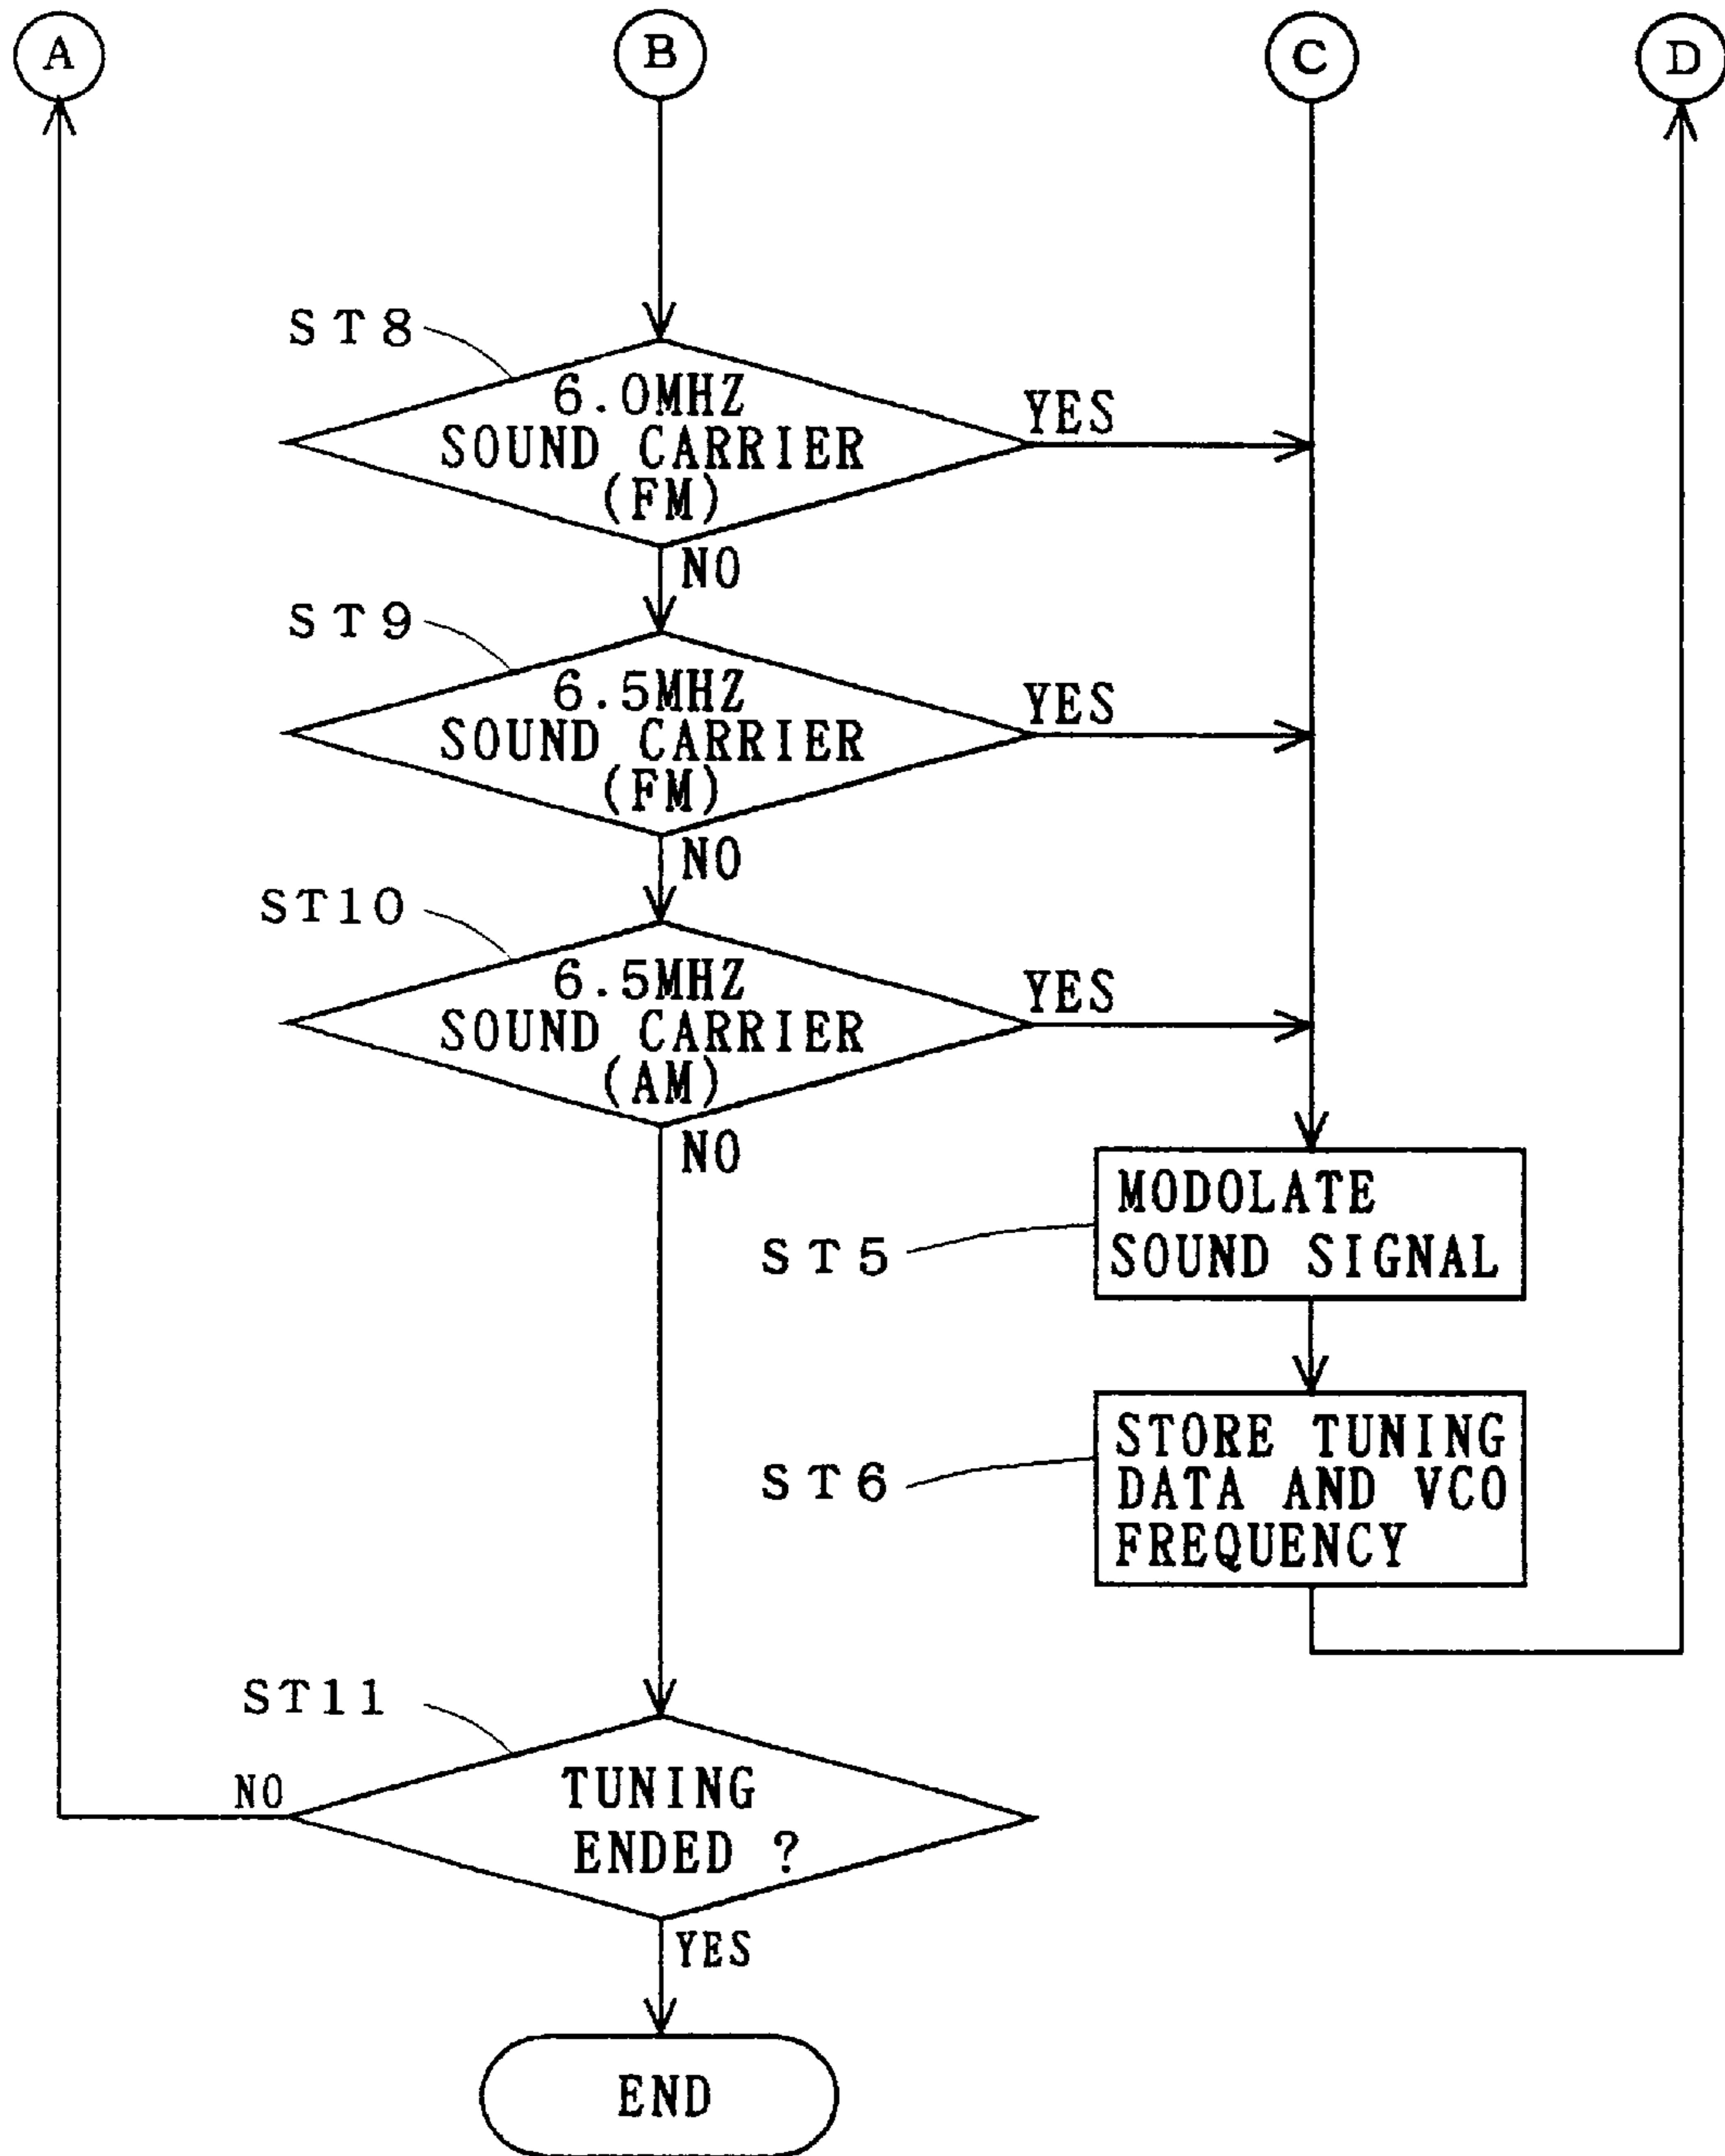 A
B
C
D
ST8
6.0MHZ
SOUND CARRIER
(FM)
YES
NO
ST9
6.5MHZ
SOUND CARRIER
(FM)
YES
NO
ST10
6.5MHZ
SOUND CARRIER
(AM)
YES
NO
MODOLATE
SOUND SIGNAL
ST5
STORE TUNING
DATA AND VCO
FREQUENCY
ST6
ST11
NO
TUNING
ENDED ?
YES
END